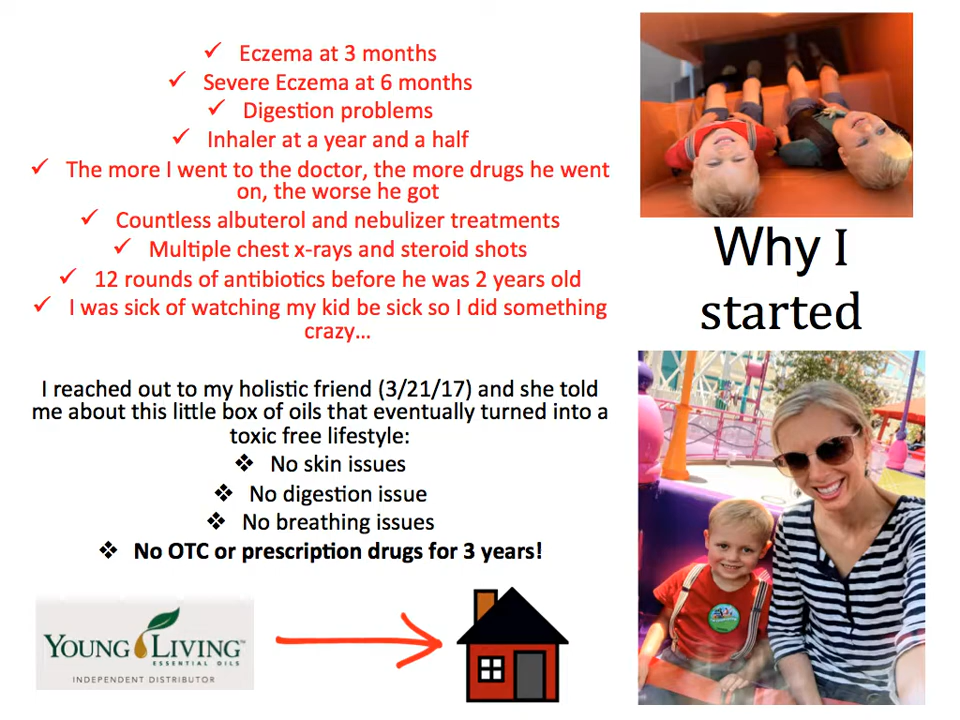 ✓ Eczema at 3 months
✓ Severe Eczema at 6 months
✓ Digestion problems
✓ Inhaler at a year and a half
✓ The more I went to the doctor, the more drugs he went
on, the worse he got
✓ Countless albuterol and nebulizer treatments
✓ Multiple chest x-rays and steroid shots
✓ 12 rounds of antibiotics before he was 2 years old
✓ I was sick of watching my kid be sick so I did something
crazy...
I reached out to my holistic friend (3/21/17) and she told
me about this little box of oils that eventually turned into a
toxic free lifestyle:
❖ No skin issues
❖ No digestion issue
❖ No breathing issues
❖ No OTC or prescription drugs for 3 years!
YOUNG LIVING™
ESSENTIAL OILS
INDEPENDENT DISTRIBUTOR
Why I
started